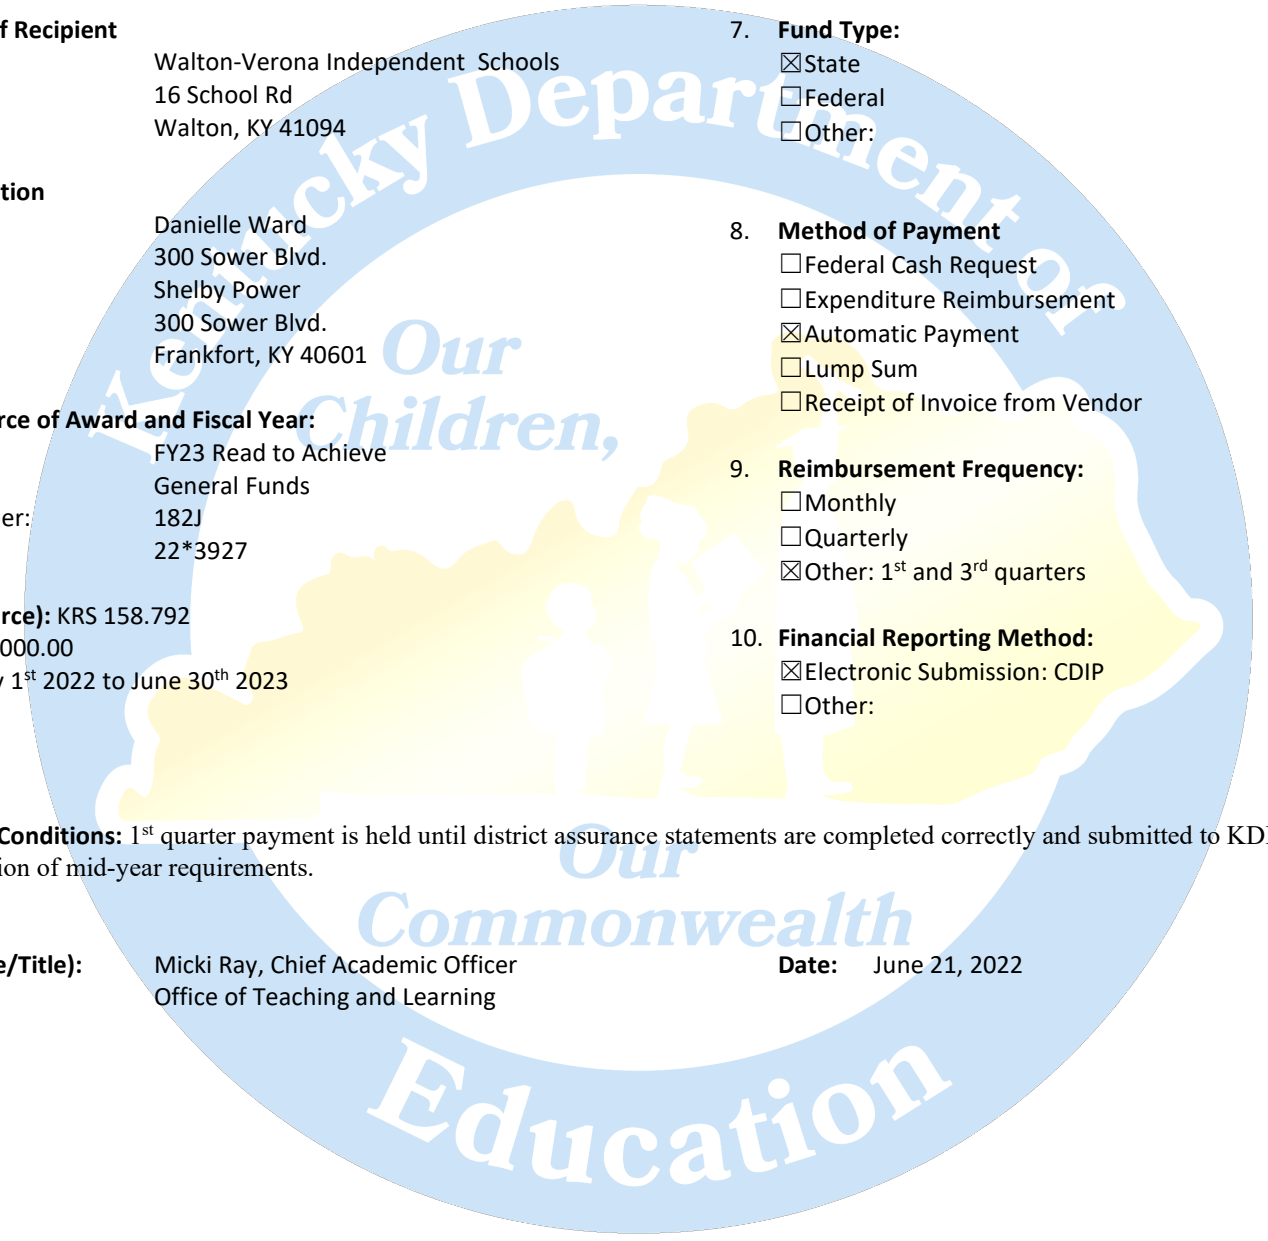 f Recipient
Walton-Verona Independent  Schools
16 School Rd
Walton, KY 41094
tion
Danielle Ward
300 Sower Blvd.
Shelby Power
300 Sower Blvd.
Frankfort, KY 40601
rce of Award and Fiscal Year:
FY23 Read to Achieve
General Funds
er: 182J
22*3927
rce): KRS 158.792
000.00
y 1st 2022 to June 30th 2023
7. Fund Type:
☒State
☐Federal
☐Other:
8. Method of Payment
☐Federal Cash Request
☐Expenditure Reimbursement
☒Automatic Payment
☐Lump Sum
☐Receipt of Invoice from Vendor
9. Reimbursement Frequency:
☐Monthly
☐Quarterly
☒Other: 1st and 3rd quarters
10. Financial Reporting Method:
☒Electronic Submission: CDIP
☐Other:
Conditions: 1st quarter payment is held until district assurance statements are completed correctly and submitted to KD
ion of mid-year requirements.
e/Title): Micki Ray, Chief Academic Officer
Office of Teaching and Learning
Date: June 21, 2022
Kentucky Department of
Education
Our
Children,
Our
Commonwealth